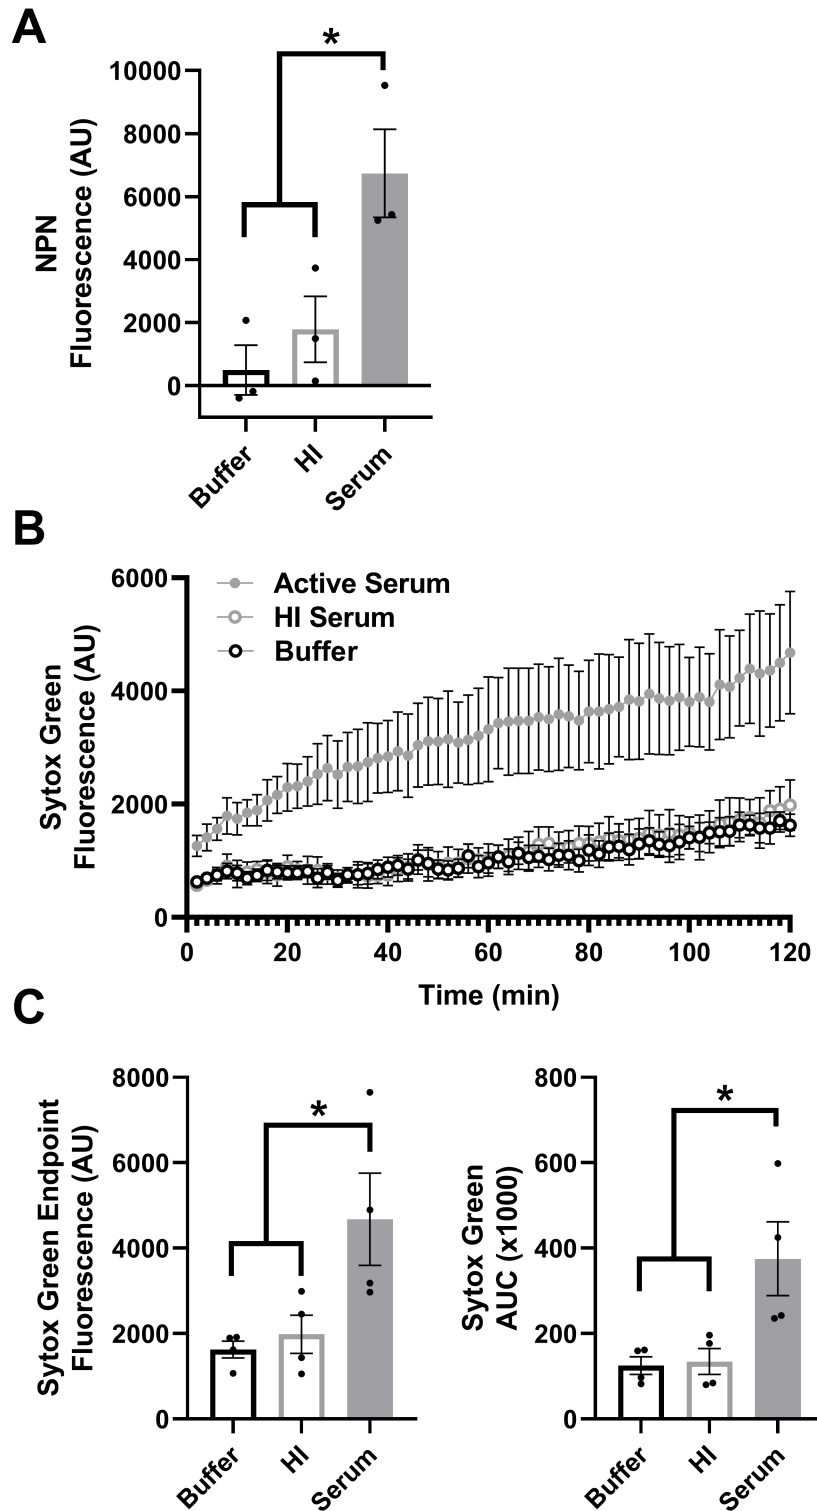 A
*
10000
8000
6000
4000
2000
0
NPN
Fluorescence (AU)
Buffer
HI
Serum
B
6000
4000
2000
0
Sytox Green
Fluorescence (AU)
Active Serum
HI Serum
Buffer
0 20 40 60 80 100 120
Time (min)
C
8000
6000
4000
2000
0
Sytox Green Endpoint
Fluorescence (AU)
*
Buffer
HI
Serum
800
600
400
200
0
Sytox Green
AUC (x1000)
*
Buffer
HI
Serum